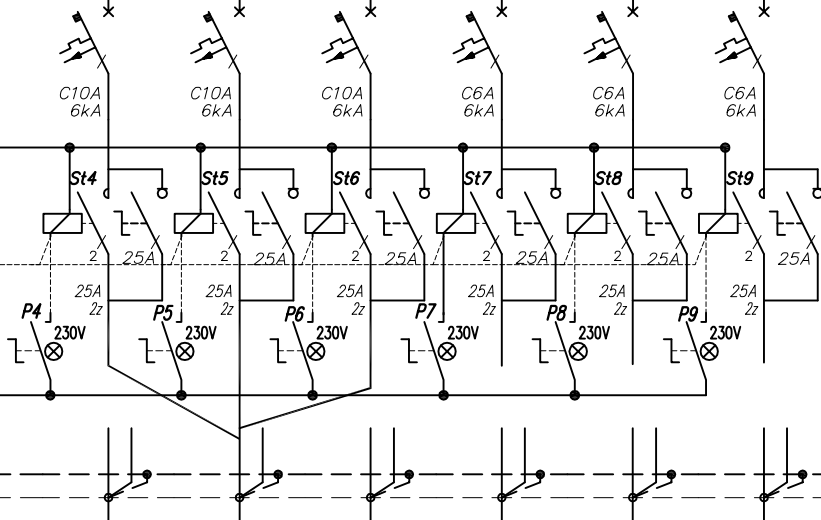 C10A C10A C10A C6A C6A C6A
6kA 6kA 6kA 6kA 6kA 6kA
St4 St5 St6 St7 St8 St9
2 25A 2 25A 2 25A 2 25A 2 25A 2 25A
25A 25A 25A 25A 25A 25A
2z 2z 2z 2z 2z 2z
P4 P5 P6 P7 P8 P9
230V 230V 230V 230V 230V 230V